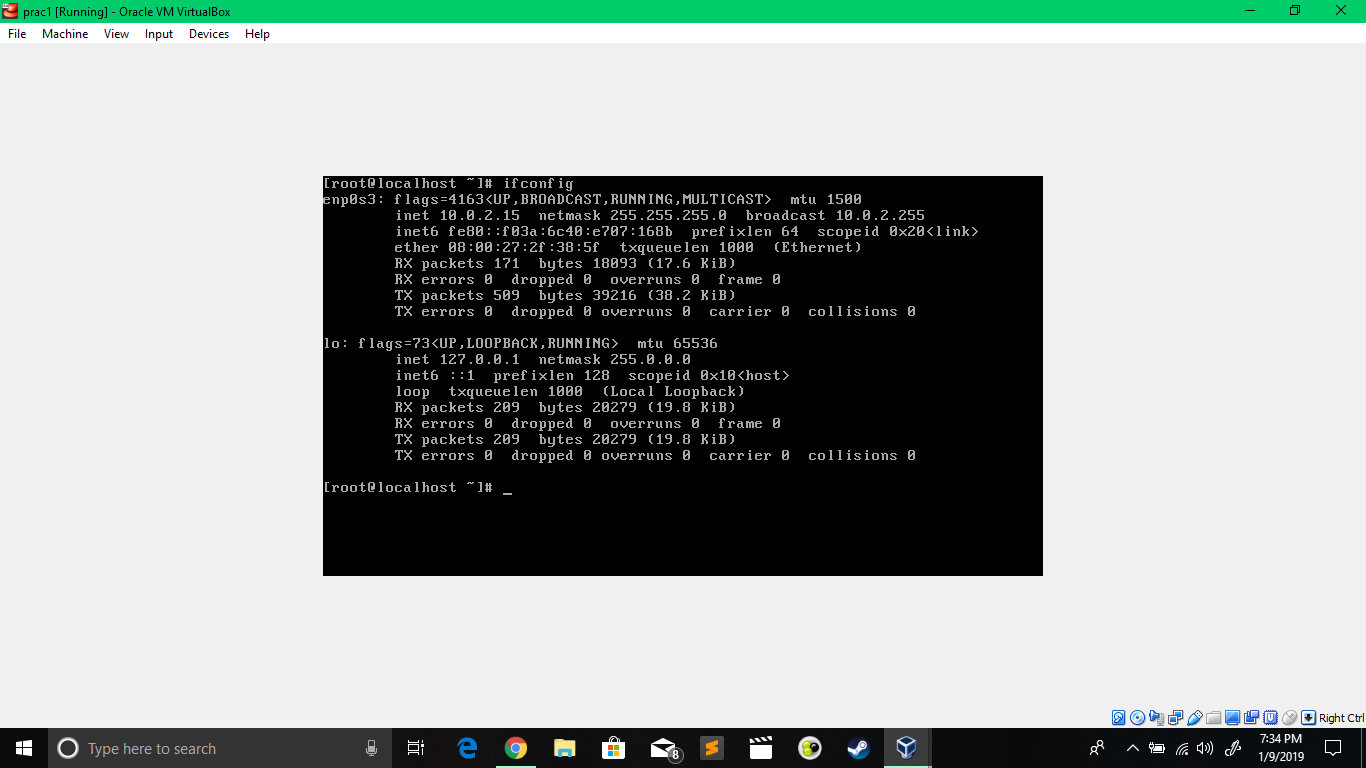 prac1 [Running] - Oracle VM VirtualBox
File Machine View Input Devices Help
[root@localhost ~]# ifconfig
enp0s3: flags=4163<UP,BROADCAST,RUNNING,MULTICAST>  mtu 1500
        inet 10.0.2.15  netmask 255.255.255.0  broadcast 10.0.2.255
        inet6 fe80::f03a:6c40:e707:168b  prefixlen 64  scopeid 0x20<link>
        ether 08:00:27:2f:38:5f  txqueuelen 1000  (Ethernet)
        RX packets 171  bytes 18093 (17.6 KiB)
        RX errors 0  dropped 0  overruns 0  frame 0
        TX packets 509  bytes 39216 (38.2 KiB)
        TX errors 0  dropped 0 overruns 0  carrier 0  collisions 0
lo: flags=73<UP,LOOPBACK,RUNNING>  mtu 65536
        inet 127.0.0.1  netmask 255.0.0.0
        inet6 ::1  prefixlen 128  scopeid 0x10<host>
        loop  txqueuelen 1000  (Local Loopback)
        RX packets 209  bytes 20279 (19.8 KiB)
        RX errors 0  dropped 0  overruns 0  frame 0
        TX packets 209  bytes 20279 (19.8 KiB)
        TX errors 0  dropped 0 overruns 0  carrier 0  collisions 0
[root@localhost ~]# _
Right Ctrl
Type here to search
8
7:34 PM
1/9/2019